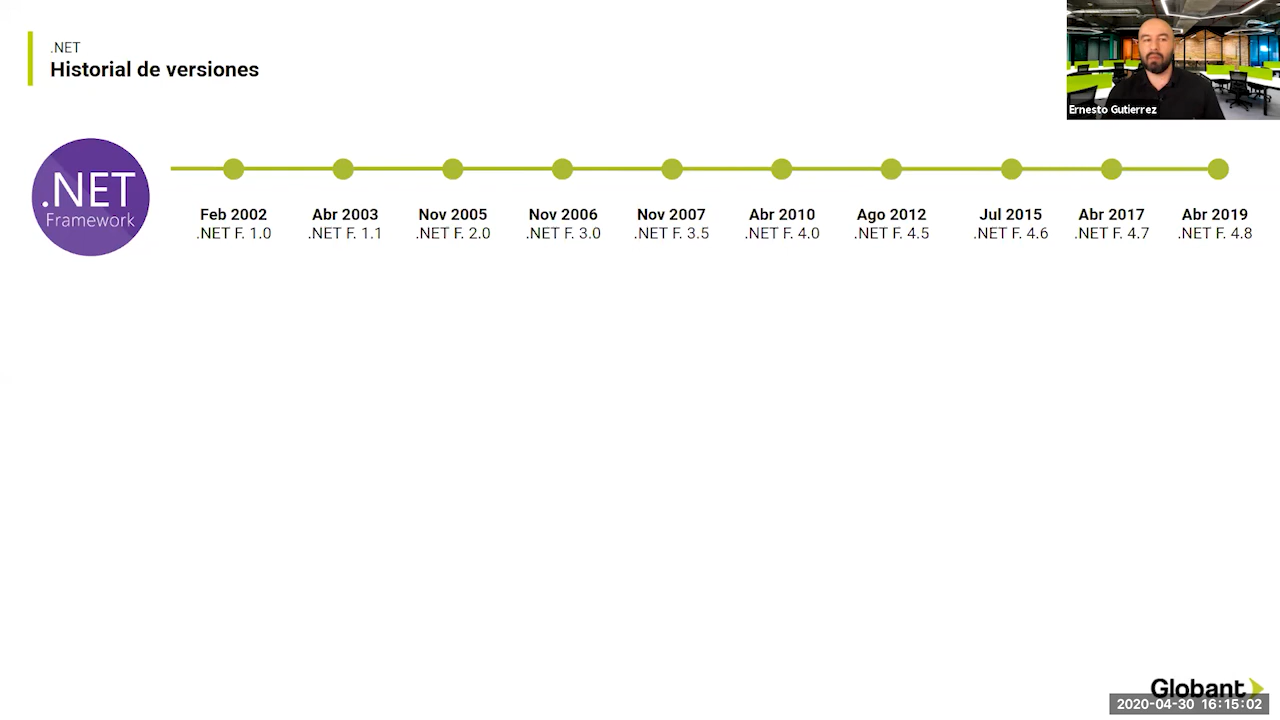 .NET
Historial de versiones
Ernesto Gutierrez
.NET
Framework
Feb 2002
.NET F. 1.0
Abr 2003
.NET F. 1.1
Nov 2005
.NET F. 2.0
Nov 2006
.NET F. 3.0
Nov 2007
.NET F. 3.5
Abr 2010
.NET F. 4.0
Ago 2012
.NET F. 4.5
Jul 2015
.NET F. 4.6
Abr 2017
.NET F. 4.7
Abr 2019
.NET F. 4.8
Globant
2020-04-30 16:15:02